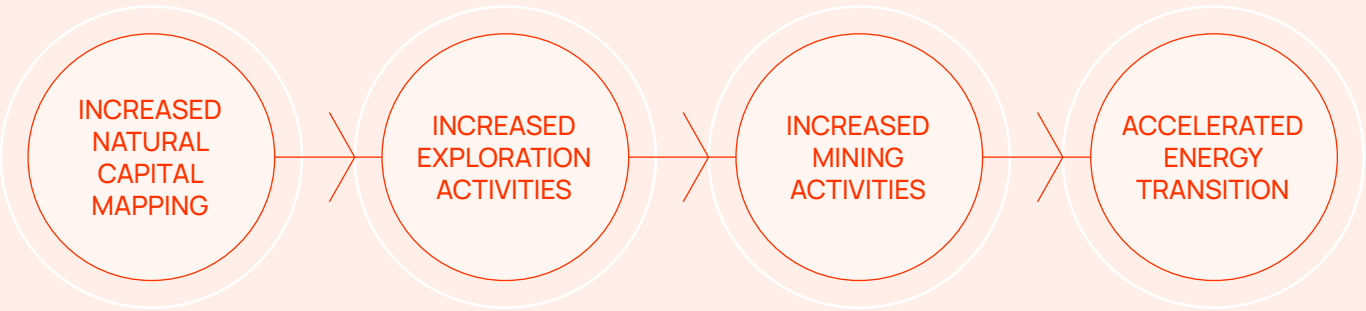 INCREASED
NATURAL
CAPITAL
MAPPING
INCREASED
EXPLORATION
ACTIVITIES
INCREASED
MINING
ACTIVITIES
ACCELERATED
ENERGY
TRANSITION